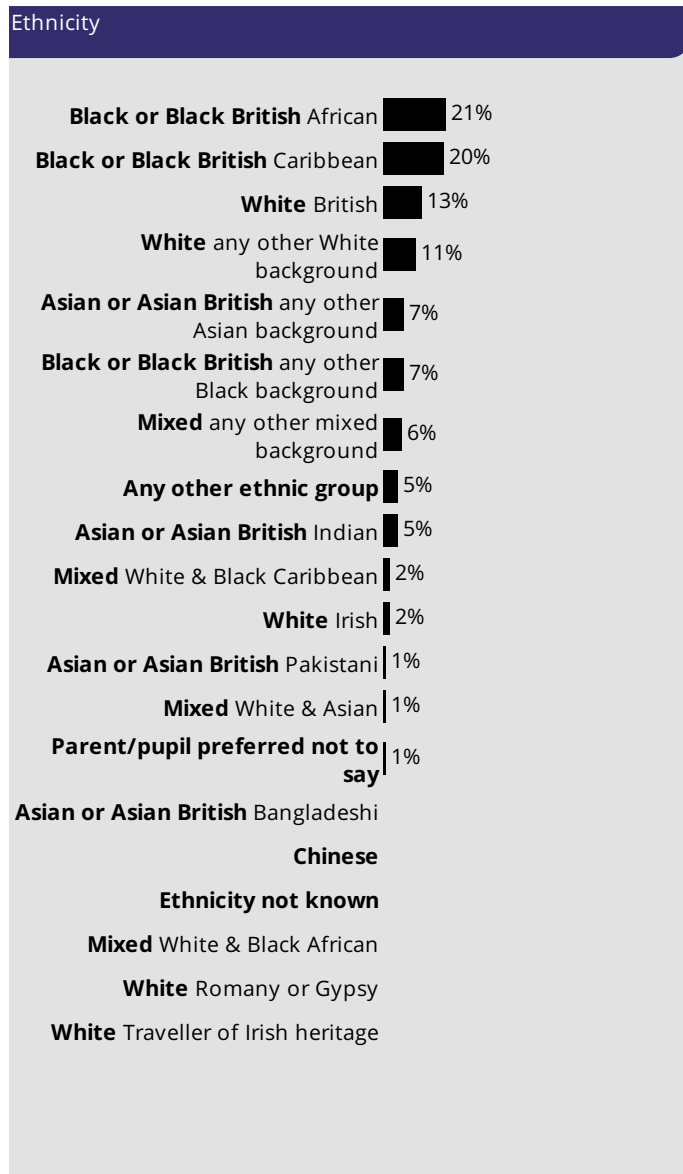 Ethnicity
Black or Black British African 21%
Black or Black British Caribbean 20%
White British 13%
White any other White
background 11%
Asian or Asian British any other
Asian background 7%
Black or Black British any other
Black background 7%
Mixed any other mixed
background 6%
Any other ethnic group 5%
Asian or Asian British Indian 5%
Mixed White & Black Caribbean 2%
White Irish 2%
Asian or Asian British Pakistani 1%
Mixed White & Asian 1%
Parent/pupil preferred not to
say 1%
Asian or Asian British Bangladeshi
Chinese
Ethnicity not known
Mixed White & Black African
White Romany or Gypsy
White Traveller of Irish heritage